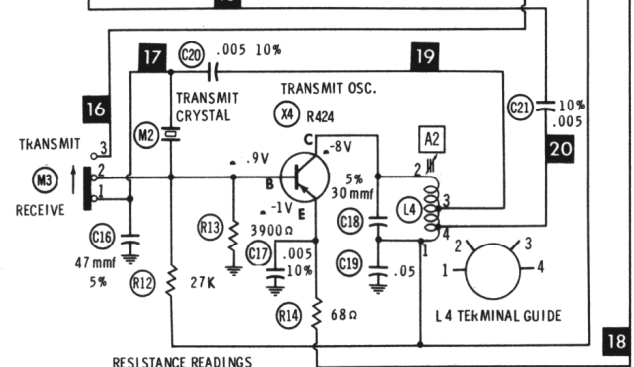 17
C20 .005 10%
19
TRANSMIT OSC.
TRANSMIT
CRYSTAL
X4 R424
16
C21 10%
.005
M2
C
-8V
A2
TRANSMIT
3
20
.9V
M3
2
B
5%
30 mmf
2
1
-1V
E
L4
3
RECEIVE
R13
3900Ω
C18
4
C16
C17 .005
10%
1
2
3
47 mmf
5%
R12
27K
C19 .05
1
4
R14
68Ω
L4 TERMINAL GUIDE
18
RESISTANCE READINGS